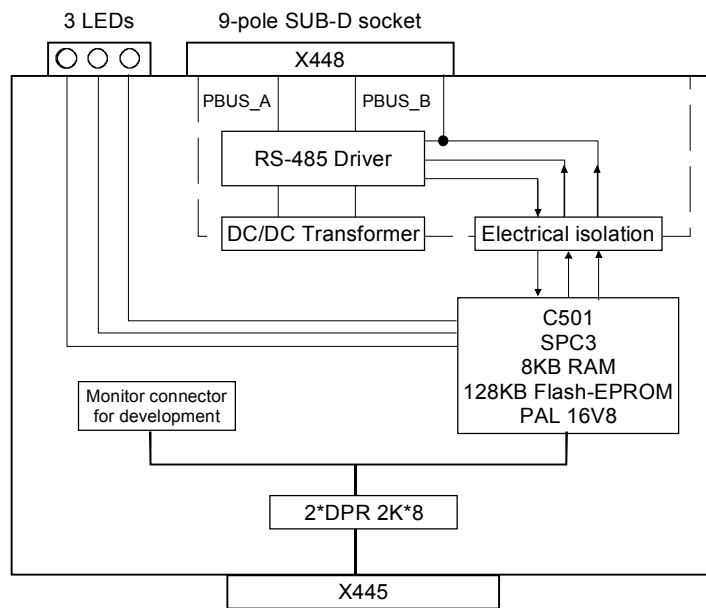 3 LEDs
9-pole SUB-D socket
X448
PBUS_A
PBUS_B
RS-485 Driver
DC/DC Transformer
Electrical isolation
C501
SPC3
8KB RAM
128KB Flash-EPROM
PAL 16V8
Monitor connector
for development
2*DPR 2K*8
X445